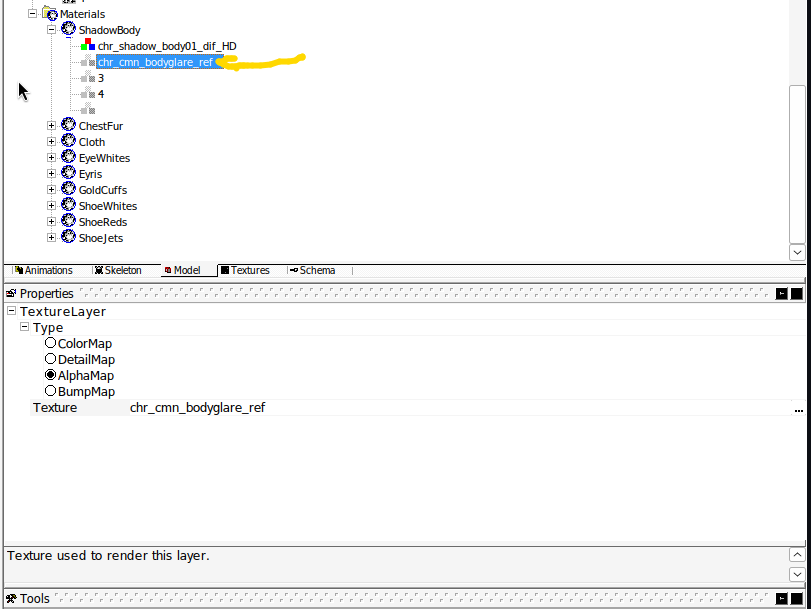 Materials
ShadowBody
chr_shadow_body01_dif_HD
chr_cmn_bodyglare_ref
3
4
ChestFur
Cloth
EyeWhites
Eyris
GoldCuffs
ShoeWhites
ShoeReds
ShoeJets
Animations Skeleton Model Textures Schema
Properties
TextureLayer
Type
ColorMap
DetailMap
AlphaMap
BumpMap
Texture chr_cmn_bodyglare_ref ...
Texture used to render this layer.
Tools